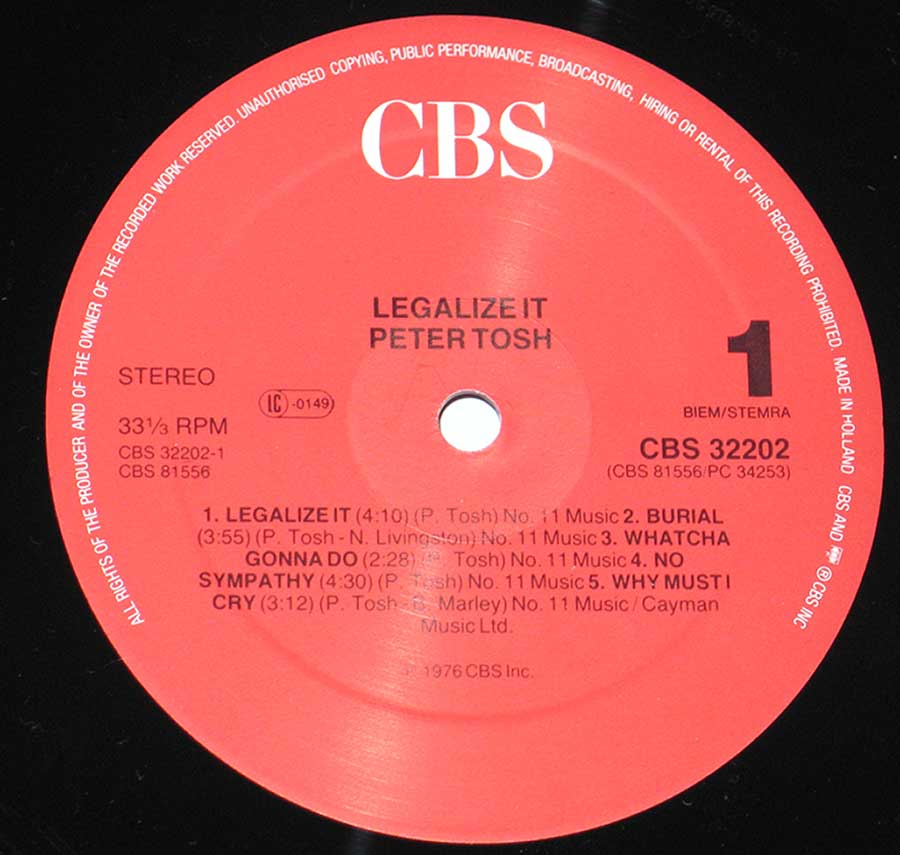 CBS
ALL RIGHTS OF THE PRODUCER AND OF THE OWNER OF THE RECORDED WORK RESERVED. UNAUTHORISED COPYING, PUBLIC PERFORMANCE, BROADCASTING, HIRING OR RENTAL OF THIS RECORDING PROHIBITED. MADE IN HOLLAND CBS AND ® CBS INC
LEGALIZE IT
PETER TOSH
1
STEREO
LC -0149
BIEM/STEMRA
33⅓ RPM
CBS 32202-1
CBS 81556
CBS 32202
(CBS 81556/PC 34253)
1. LEGALIZE IT (4:10) (P. Tosh) No. 11 Music 2. BURIAL
(3:55) (P. Tosh - N. Livingston) No. 11 Music 3. WHATCHA
GONNA DO (2:28) (P. Tosh) No. 11 Music 4. NO
SYMPATHY (4:30) (P. Tosh) No. 11 Music 5. WHY MUST I
CRY (3:12) (P. Tosh - B. Marley) No. 11 Music / Cayman
Music Ltd.
℗ 1976 CBS Inc.